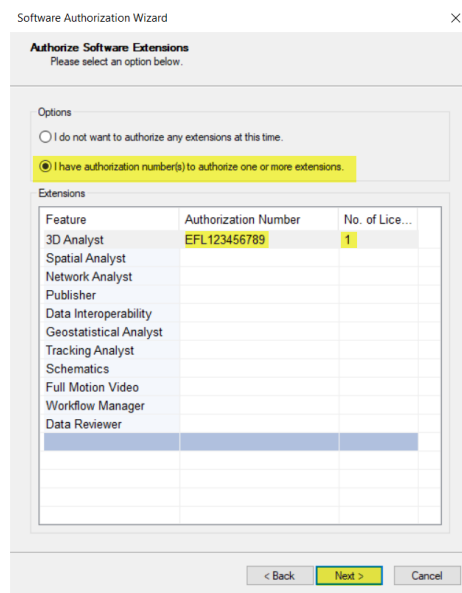 Software Authorization Wizard
Authorize Software Extensions
Please select an option below.
Options
I do not want to authorize any extensions at this time.
I have authorization number(s) to authorize one or more extensions.
Extensions
Feature Authorization Number No. of Lice...
3D Analyst EFL123456789 1
Spatial Analyst
Network Analyst
Publisher
Data Interoperability
Geostatistical Analyst
Tracking Analyst
Schematics
Full Motion Video
Workflow Manager
Data Reviewer
< Back Next > Cancel